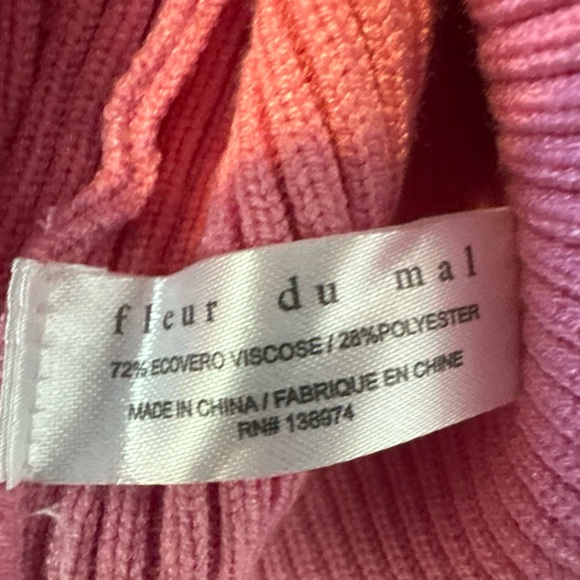 fleur du mal
72% ECOVERO VISCOSE / 28%POLYESTER
MADE IN CHINA / FABRIQUE EN CHINE
RN# 138974